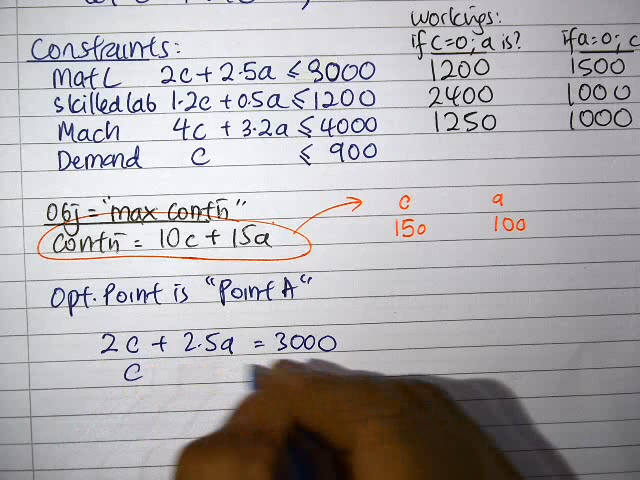 workings:
Constraints: if C=0; a is? if a=0; c
Mat'L 2c + 2.5a ≤ 3000 1200 1500
skilled lab 1.2c + 0.5a ≤ 1200 2400 1000
Mach 4c + 3.2a ≤ 4000 1250 1000
Demand c ≤ 900
Obj = "max contñ"
contñ = 10c + 15a
c a
150 100
Opt. Point is "Point A"
2c + 2.5a = 3000
c